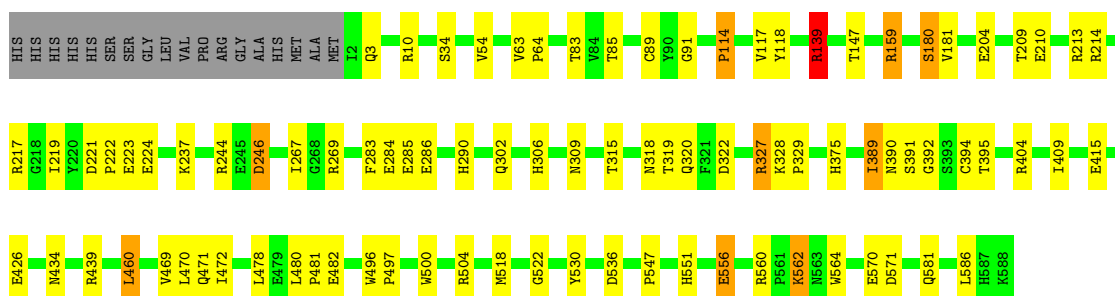 HIS HIS HIS HIS HIS SER SER GLY LEU VAL PRO ARG GLY ALA HIS MET ALA MET I2 Q3 R10 S34 V54 V63 P64 T83 V84 T85 C89 Y90 G91 P114 V117 Y118 R139 T147 R159 S180 V181 E204 T209 E210 R213 R214
R217 G218 I219 Y220 D221 P222 E223 E224 K237 R244 E245 D246 I267 G268 R269 F283 E284 E285 E286 H290 Q302 H306 N309 T315 N318 T319 Q320 F321 D322 R327 K328 P329 H375 I389 N390 S391 G392 S393 C394 T395 R404 I409 E415
E426 N434 R439 L460 V469 L470 Q471 I472 L478 E479 L480 P481 E482 W496 P497 W500 R504 M518 G522 Y530 D536 P547 H551 E556 R560 P561 K562 N563 W564 E570 D571 Q581 L586 H587 K588